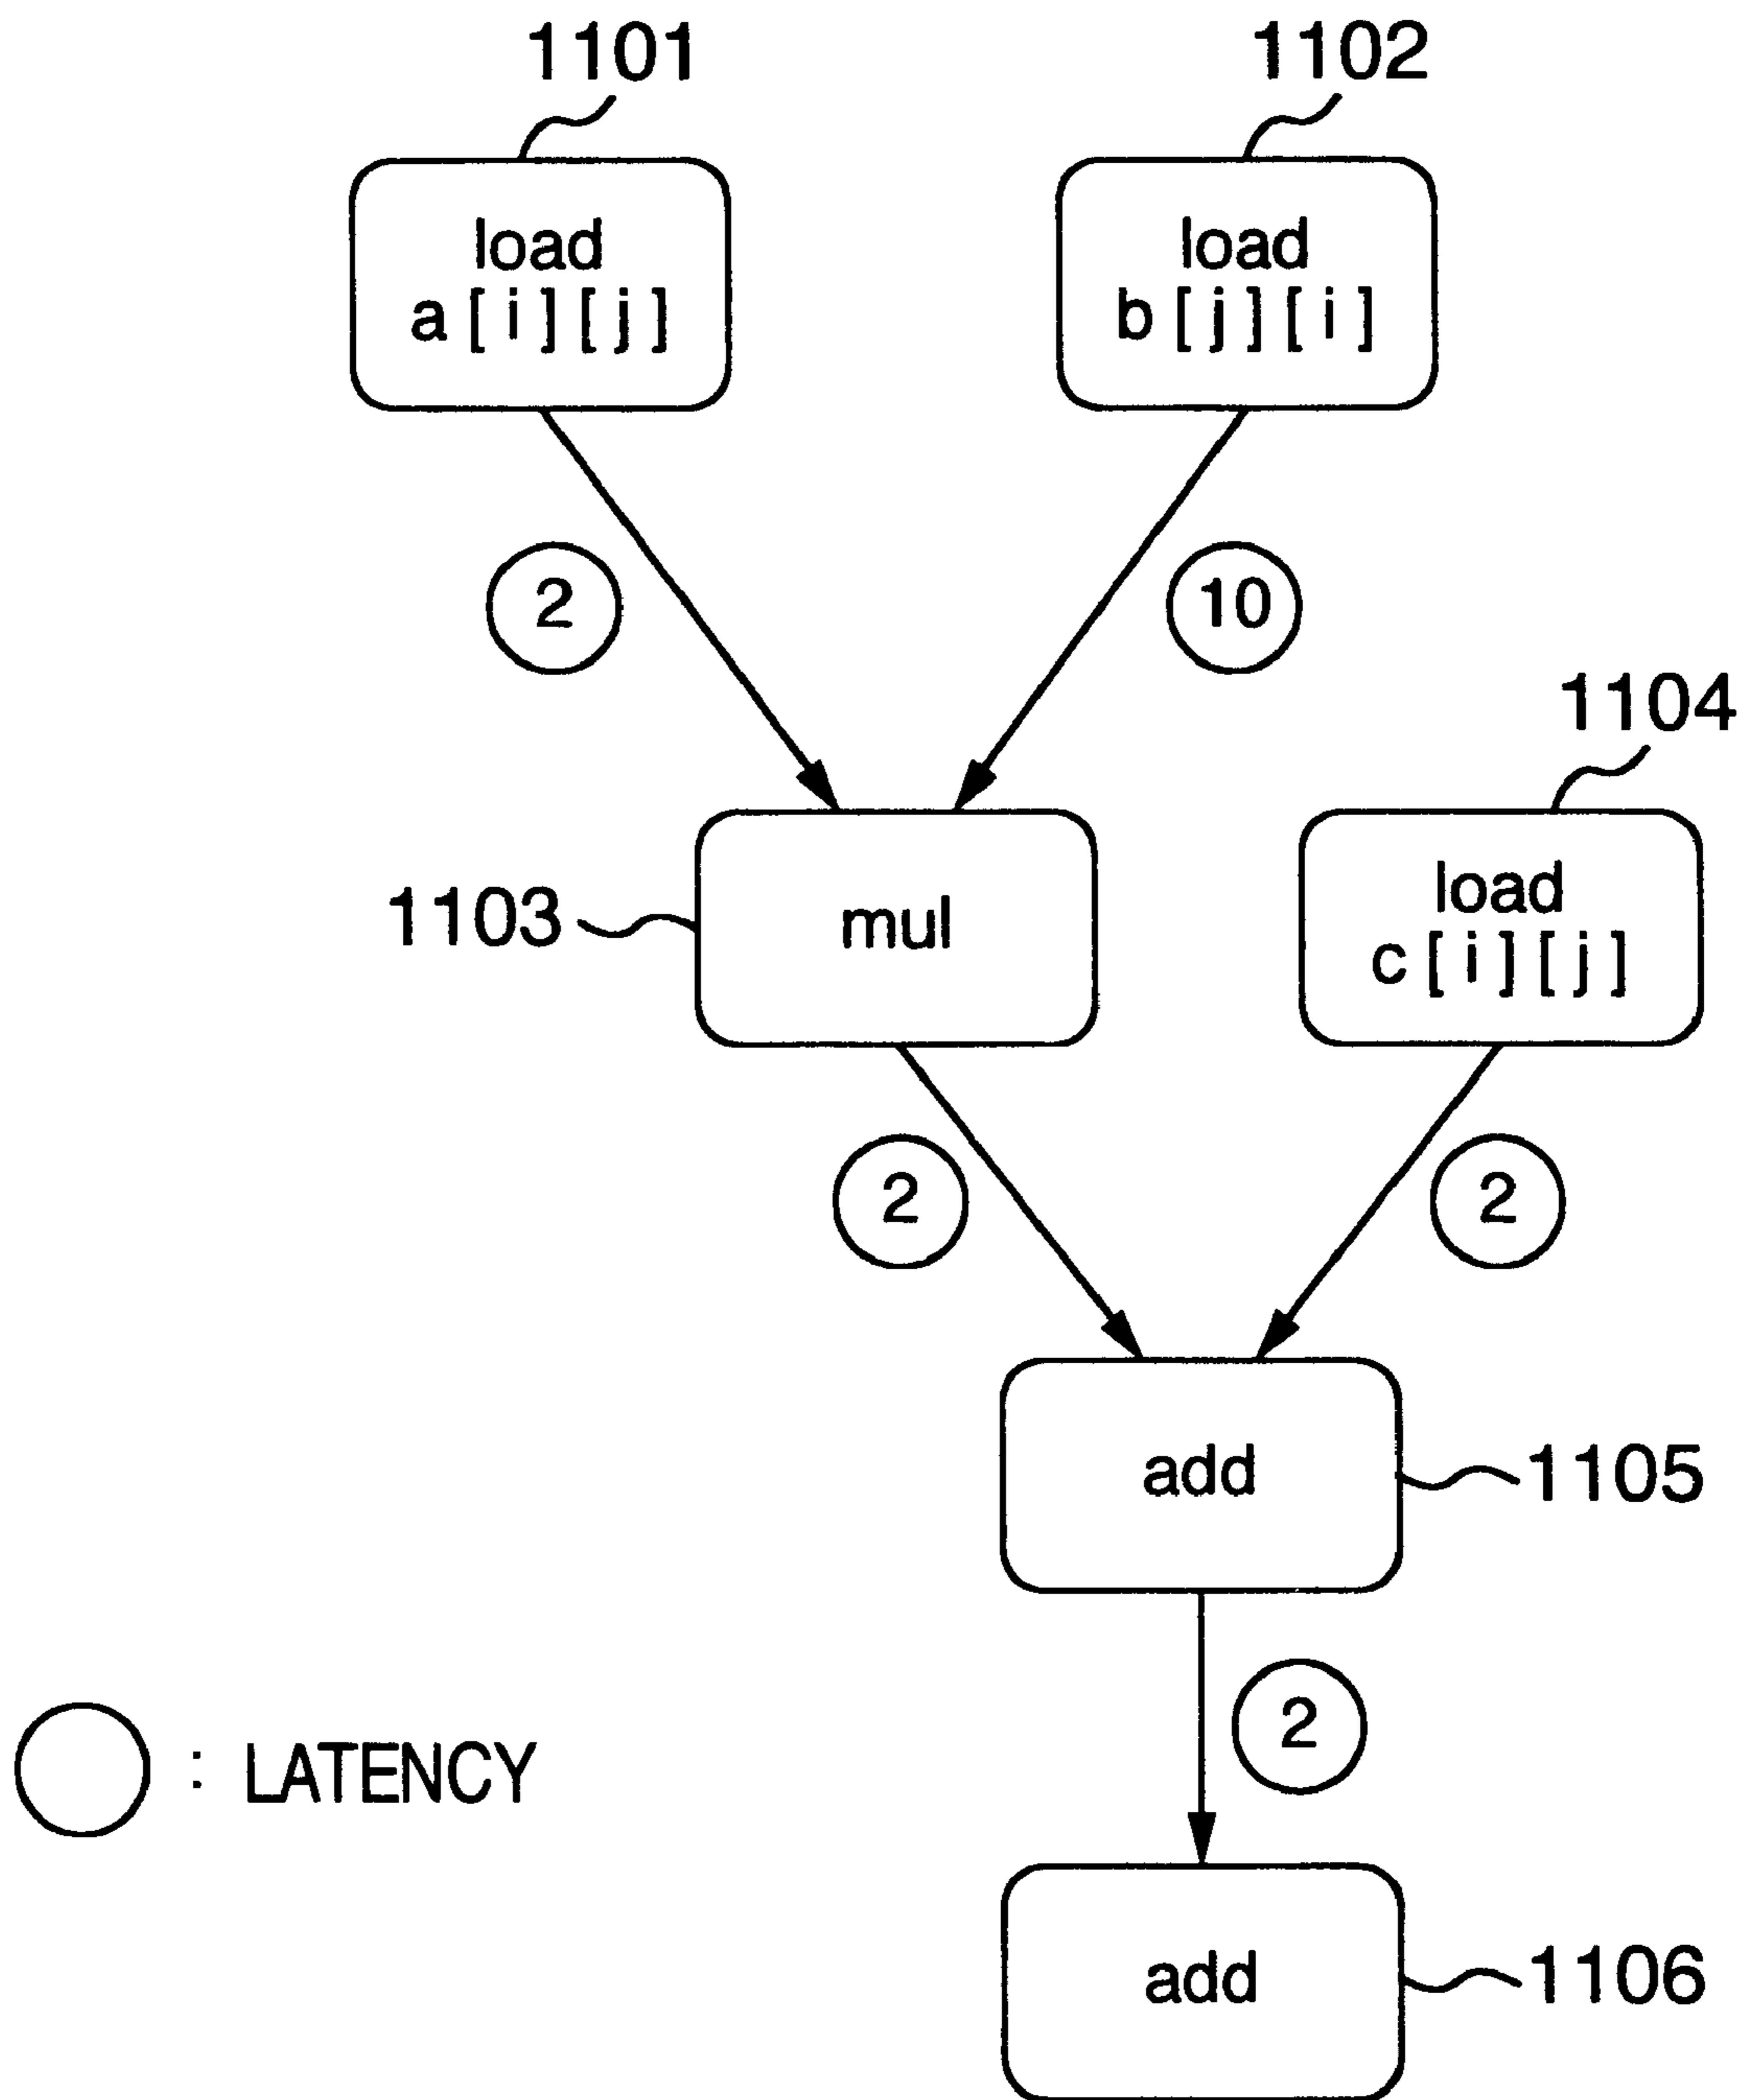 1101
1102
load
a [ i ] [ j ]
load
b [ j ] [ i ]
2
10
1104
1103
mul
load
c [ i ] [ j ]
2
2
add
1105
2
: LATENCY
add
1106